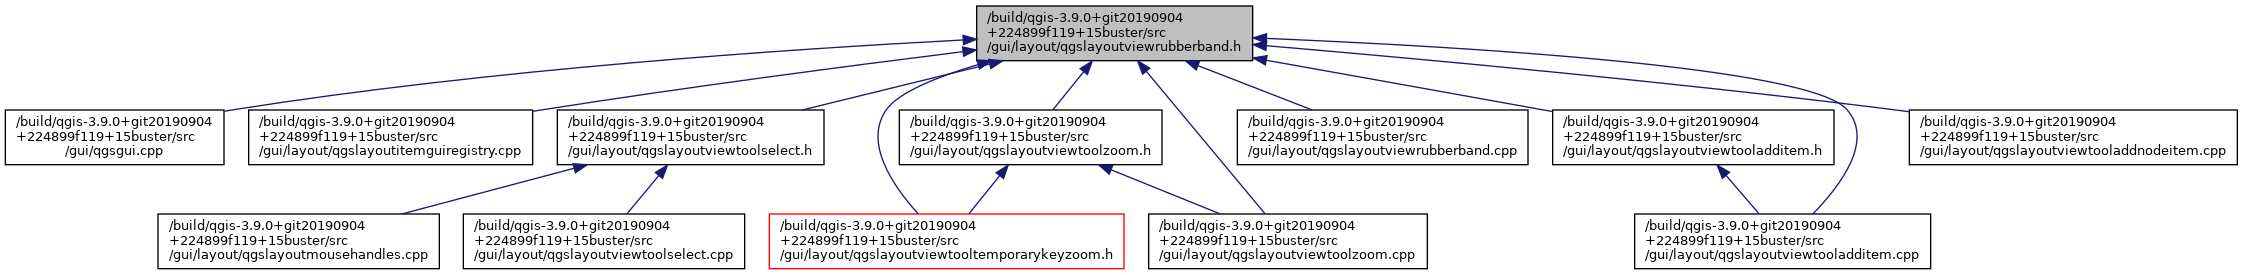 /build/qgis-3.9.0+git20190904
+224899f119+15buster/src
/gui/layout/qgslayoutviewrubberband.h
/build/qgis-3.9.0+git20190904
+224899f119+15buster/src
/gui/qgsgui.cpp
/build/qgis-3.9.0+git20190904
+224899f119+15buster/src
/gui/layout/qgslayoutitemguiregistry.cpp
/build/qgis-3.9.0+git20190904
+224899f119+15buster/src
/gui/layout/qgslayoutviewtoolselect.h
/build/qgis-3.9.0+git20190904
+224899f119+15buster/src
/gui/layout/qgslayoutviewtoolzoom.h
/build/qgis-3.9.0+git20190904
+224899f119+15buster/src
/gui/layout/qgslayoutviewrubberband.cpp
/build/qgis-3.9.0+git20190904
+224899f119+15buster/src
/gui/layout/qgslayoutviewtooladditem.h
/build/qgis-3.9.0+git20190904
+224899f119+15buster/src
/gui/layout/qgslayoutviewtooladdnodeitem.cpp
/build/qgis-3.9.0+git20190904
+224899f119+15buster/src
/gui/layout/qgslayoutmousehandles.cpp
/build/qgis-3.9.0+git20190904
+224899f119+15buster/src
/gui/layout/qgslayoutviewtoolselect.cpp
/build/qgis-3.9.0+git20190904
+224899f119+15buster/src
/gui/layout/qgslayoutviewtooltemporarykeyzoom.h
/build/qgis-3.9.0+git20190904
+224899f119+15buster/src
/gui/layout/qgslayoutviewtoolzoom.cpp
/build/qgis-3.9.0+git20190904
+224899f119+15buster/src
/gui/layout/qgslayoutviewtooladditem.cpp